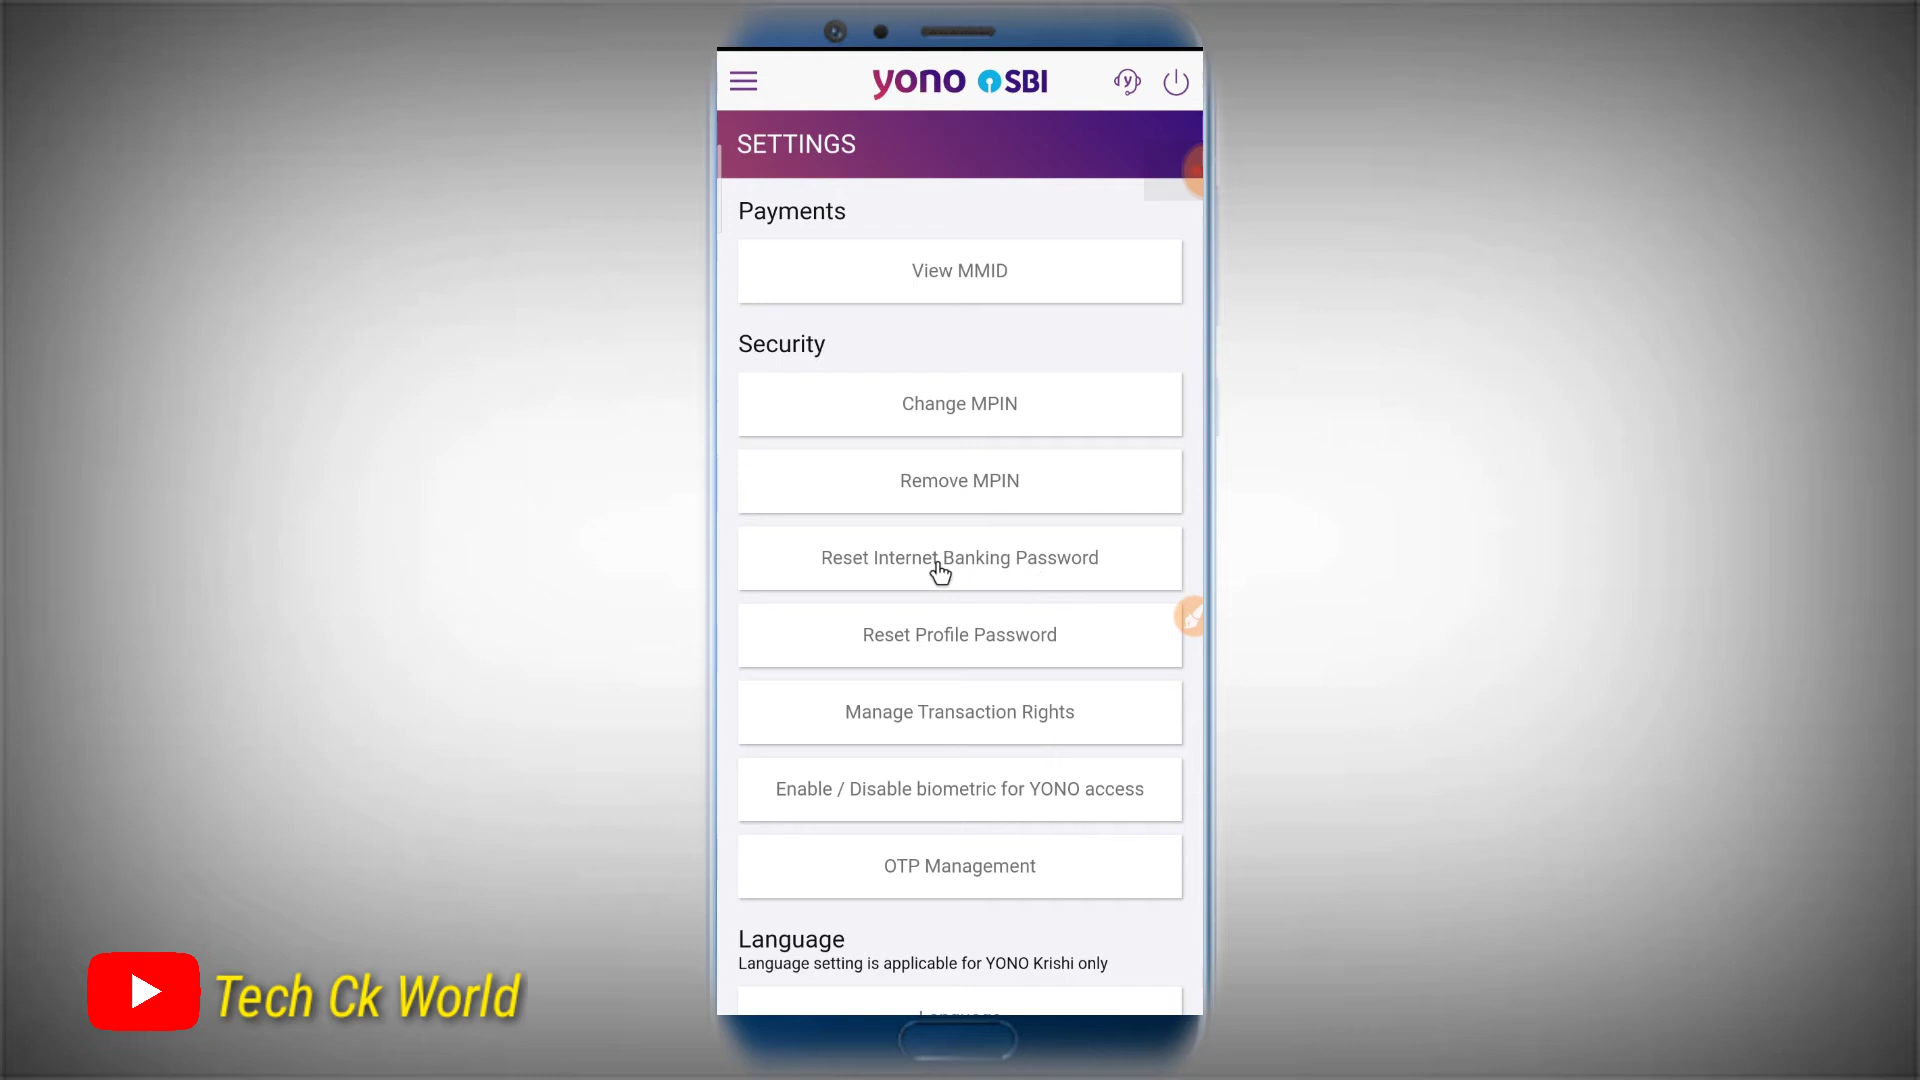 yono SBI
SETTINGS
Payments
View MMID
Security
Change MPIN
Remove MPIN
Reset Internet Banking Password
Reset Profile Password
Manage Transaction Rights
Enable / Disable biometric for YONO access
OTP Management
Language
Language setting is applicable for YONO Krishi only
Language
Tech Ck World